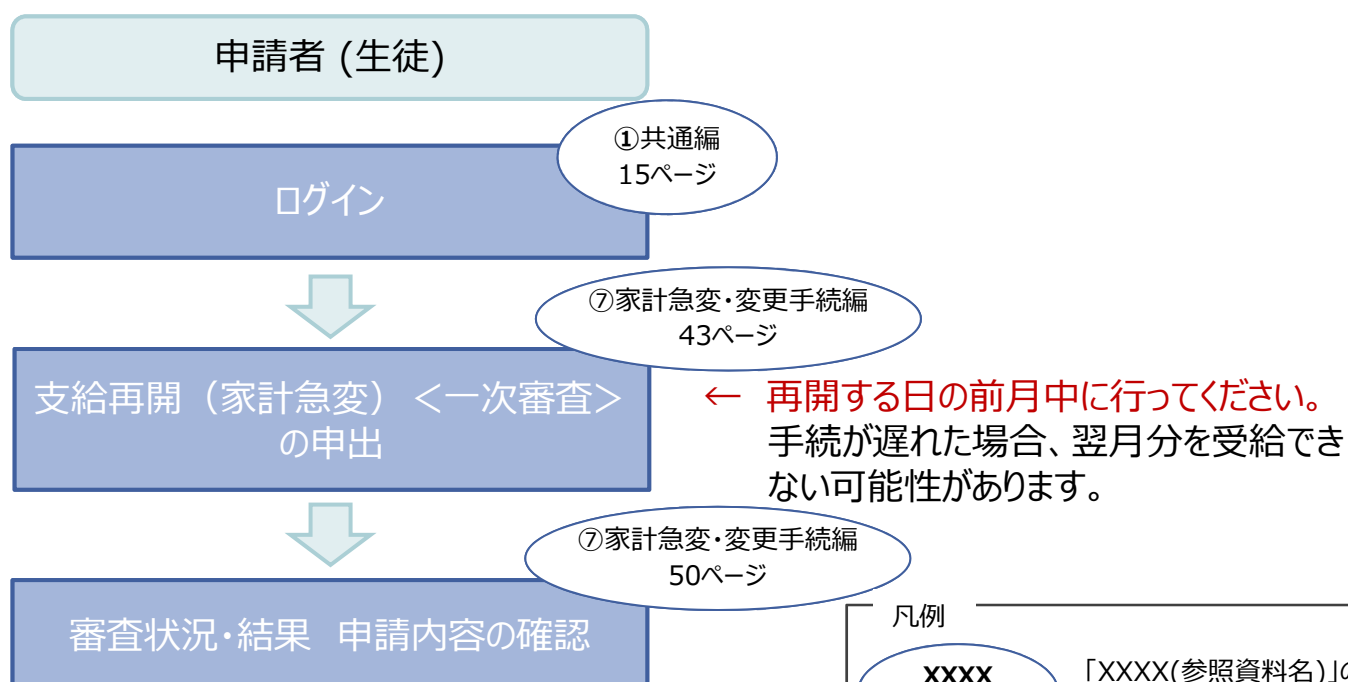 申請者 (生徒)
①共通編
15ページ
ログイン
⑦家計急変・変更手続編
43ページ
支給再開（家計急変）＜一次審査＞
の申出
← 再開する日の前月中に行ってください。
手続が遅れた場合、翌月分を受給でき
ない可能性があります。
⑦家計急変・変更手続編
50ページ
審査状況・結果 申請内容の確認
凡例
XXXX
「XXXX(参照資料名)」の